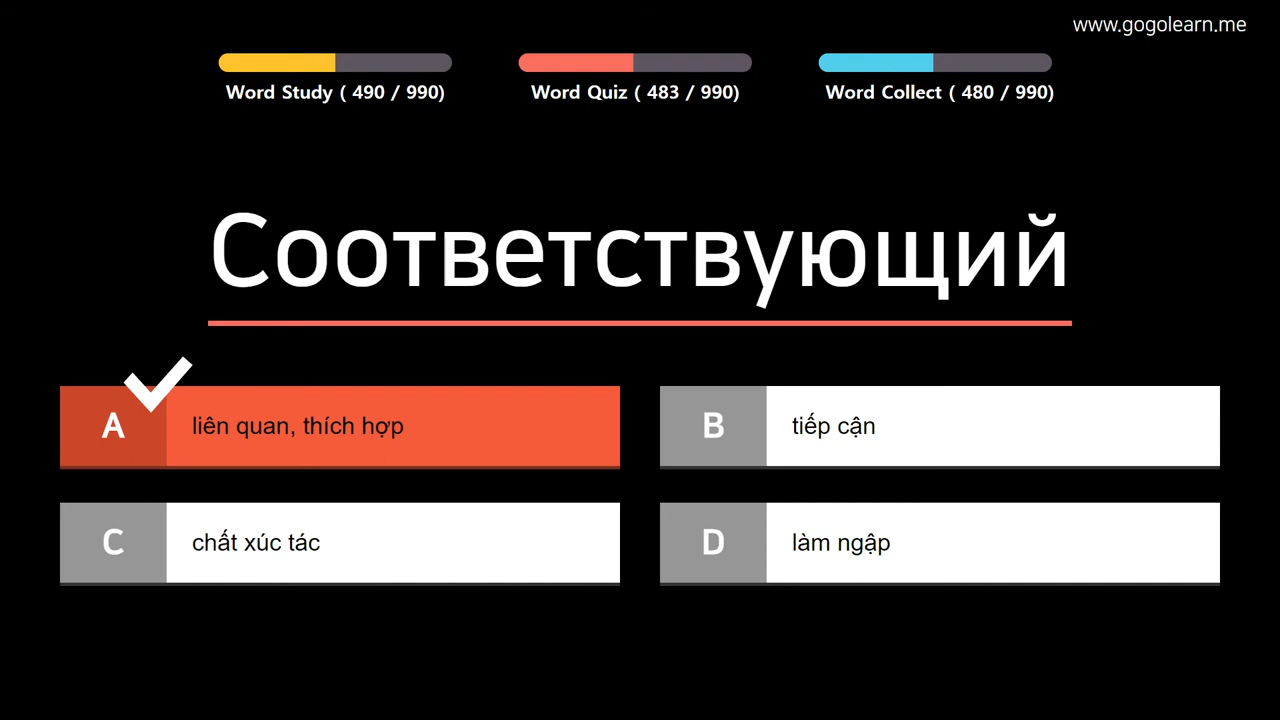 www.gogolearn.me
Word Study ( 490 / 990)
Word Quiz ( 483 / 990)
Word Collect ( 480 / 990)
Соответствующий
A liên quan, thích hợp
B tiếp cận
C chất xúc tác
D làm ngập